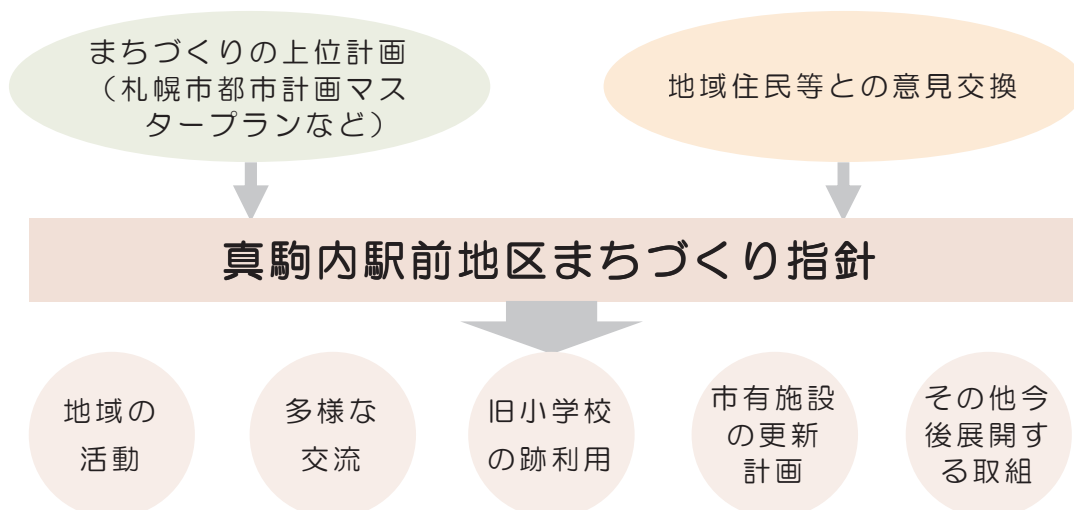 まちづくりの上位計画
（札幌市都市計画マス
タープランなど）
地域住民等との意見交換
真駒内駅前地区まちづくり指針
地域の
活動
多様な
交流
旧小学校
の跡利用
市有施設
の更新
計画
その他今
後展開す
る取組